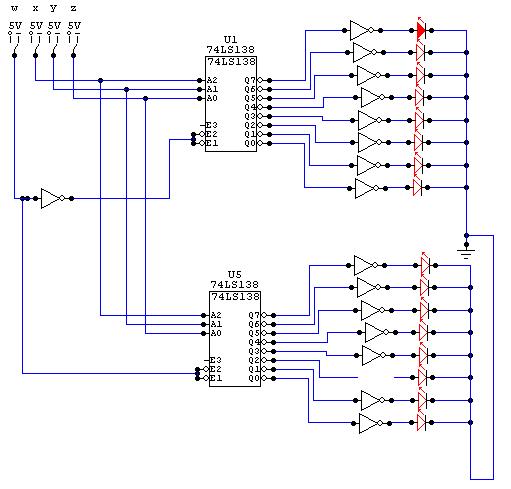 w x y z
5V 5V 5V 5V
U1
74LS138
74LS138
A2 Q7
A1 Q6
A0 Q5
Q4
Q3
E3 Q2
E2 Q1
E1 Q0
U5
74LS138
74LS138
A2 Q7
A1 Q6
A0 Q5
Q4
Q3
E3 Q2
E2 Q1
E1 Q0